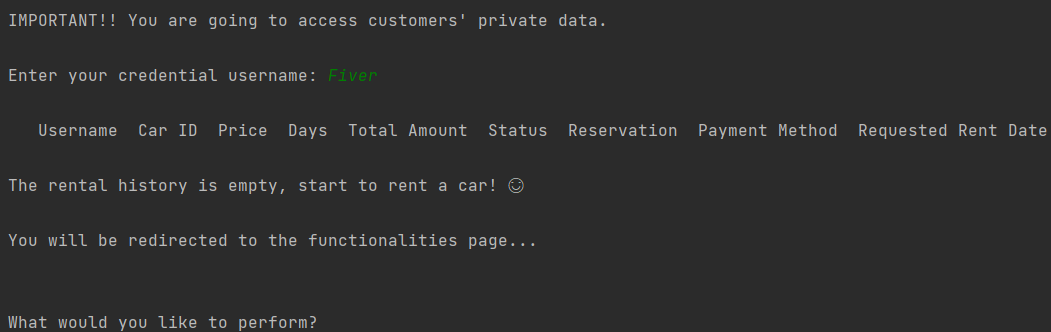 IMPORTANT!! You are going to access customers' private data.
Enter your credential username: Fiver
Username  Car ID  Price  Days  Total Amount  Status  Reservation  Payment Method  Requested Rent Date
The rental history is empty, start to rent a car! ☺
You will be redirected to the functionalities page...
What would you like to perform?